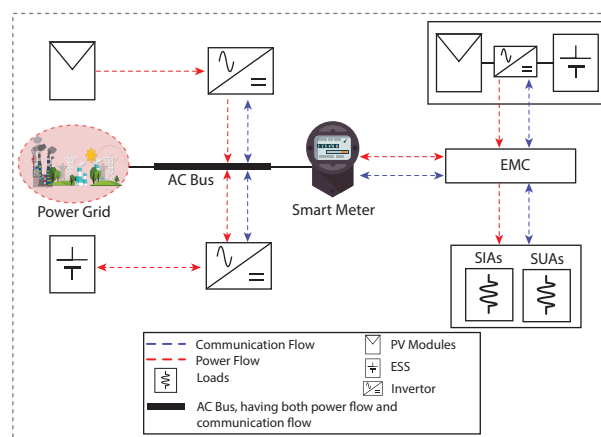 AC Bus
Power Grid
Smart Meter
EMC
SIAs
SUAs
Communication Flow
Power Flow
Loads
AC Bus, having both power flow and
communication flow
PV Modules
ESS
Invertor